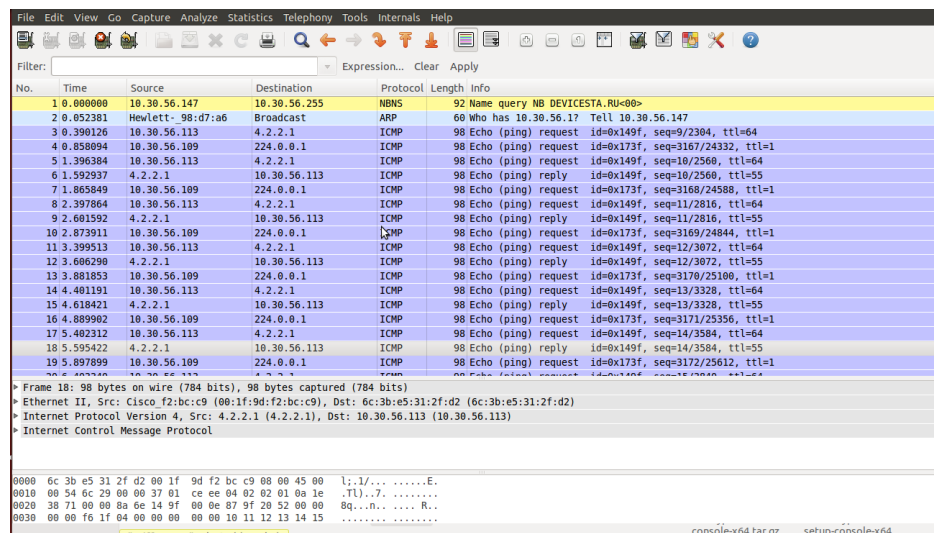 File Edit View Go Capture Analyze Statistics Telephony Tools Internals Help
Filter: Expression... Clear Apply
No. Time Source Destination Protocol Length Info
1 0.000000 10.30.56.147 10.30.56.255 NBNS 92 Name query NB DEVICESTA.RU<00>
2 0.052381 Hewlett-_98:d7:a6 Broadcast ARP 60 Who has 10.30.56.1? Tell 10.30.56.147
3 0.390126 10.30.56.113 4.2.2.1 ICMP 98 Echo (ping) request id=0x149f, seq=9/2304, ttl=64
4 0.858094 10.30.56.109 224.0.0.1 ICMP 98 Echo (ping) request id=0x173f, seq=3167/24332, ttl=1
5 1.396384 10.30.56.113 4.2.2.1 ICMP 98 Echo (ping) request id=0x149f, seq=10/2560, ttl=64
6 1.592937 4.2.2.1 10.30.56.113 ICMP 98 Echo (ping) reply id=0x149f, seq=10/2560, ttl=55
7 1.865849 10.30.56.109 224.0.0.1 ICMP 98 Echo (ping) request id=0x173f, seq=3168/24588, ttl=1
8 2.397864 10.30.56.113 4.2.2.1 ICMP 98 Echo (ping) request id=0x149f, seq=11/2816, ttl=64
9 2.601592 4.2.2.1 10.30.56.113 ICMP 98 Echo (ping) reply id=0x149f, seq=11/2816, ttl=55
10 2.873911 10.30.56.109 224.0.0.1 ICMP 98 Echo (ping) request id=0x173f, seq=3169/24844, ttl=1
11 3.399513 10.30.56.113 4.2.2.1 ICMP 98 Echo (ping) request id=0x149f, seq=12/3072, ttl=64
12 3.606290 4.2.2.1 10.30.56.113 ICMP 98 Echo (ping) reply id=0x149f, seq=12/3072, ttl=55
13 3.881853 10.30.56.109 224.0.0.1 ICMP 98 Echo (ping) request id=0x173f, seq=3170/25100, ttl=1
14 4.401191 10.30.56.113 4.2.2.1 ICMP 98 Echo (ping) request id=0x149f, seq=13/3328, ttl=64
15 4.618421 4.2.2.1 10.30.56.113 ICMP 98 Echo (ping) reply id=0x149f, seq=13/3328, ttl=55
16 4.889902 10.30.56.109 224.0.0.1 ICMP 98 Echo (ping) request id=0x173f, seq=3171/25356, ttl=1
17 5.402312 10.30.56.113 4.2.2.1 ICMP 98 Echo (ping) request id=0x149f, seq=14/3584, ttl=64
18 5.595422 4.2.2.1 10.30.56.113 ICMP 98 Echo (ping) reply id=0x149f, seq=14/3584, ttl=55
19 5.897899 10.30.56.109 224.0.0.1 ICMP 98 Echo (ping) request id=0x173f, seq=3172/25612, ttl=1
Frame 18: 98 bytes on wire (784 bits), 98 bytes captured (784 bits)
Ethernet II, Src: Cisco_f2:bc:c9 (00:1f:9d:f2:bc:c9), Dst: 6c:3b:e5:31:2f:d2 (6c:3b:e5:31:2f:d2)
Internet Protocol Version 4, Src: 4.2.2.1 (4.2.2.1), Dst: 10.30.56.113 (10.30.56.113)
Internet Control Message Protocol
0000 6c 3b e5 31 2f d2 00 1f 9d f2 bc c9 08 00 45 00 l;.1/... ......E.
0010 00 54 6c 29 00 00 37 01 ce ee 04 02 02 01 0a 1e .Tl)..7. ........
0020 38 71 00 00 8a 6e 14 9f 00 0e 87 9f 20 52 00 00 8q...n.. .... R..
0030 00 00 f1 1f 04 00 00 00 00 00 10 11 12 13 14 15 ........ ........
console-x64.tar.gz setup-console-x64